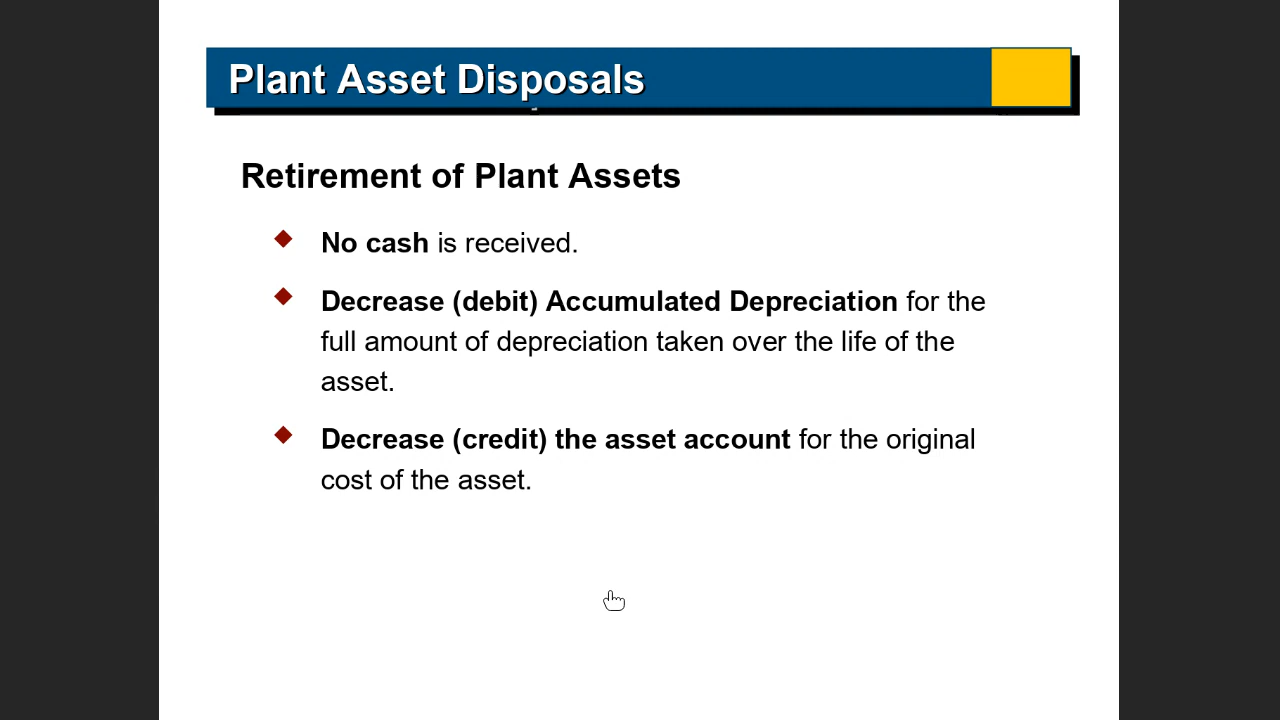 Plant Asset Disposals
Retirement of Plant Assets
No cash is received.
Decrease (debit) Accumulated Depreciation for the
full amount of depreciation taken over the life of the
asset.
Decrease (credit) the asset account for the original
cost of the asset.